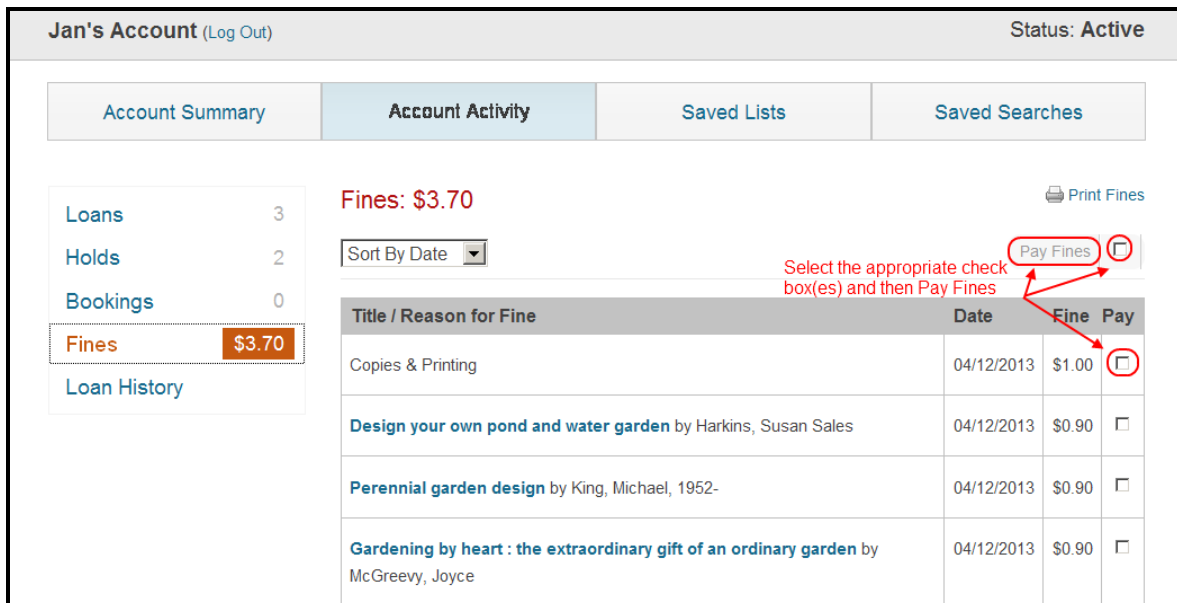 Jan's Account (Log Out)
Status: Active
Account Summary
Account Activity
Saved Lists
Saved Searches
Loans 3
Holds 2
Bookings 0
Fines $3.70
Loan History
Fines: $3.70
Print Fines
Sort By Date
Pay Fines
Select the appropriate check
box(es) and then Pay Fines
Title / Reason for Fine Date Fine Pay
Copies & Printing 04/12/2013 $1.00
Design your own pond and water garden by Harkins, Susan Sales 04/12/2013 $0.90
Perennial garden design by King, Michael, 1952- 04/12/2013 $0.90
Gardening by heart : the extraordinary gift of an ordinary garden by 04/12/2013 $0.90
McGreevy, Joyce